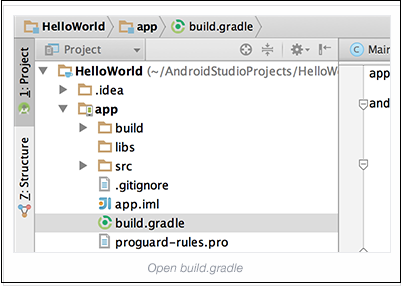 HelloWorld app build.gradle
Project
Main
1: Project
Z: Structure
HelloWorld (~/AndroidStudioProjects/HelloW
.idea
app
build
libs
src
.gitignore
app.iml
build.gradle
proguard-rules.pro
app
and
Open build.gradle